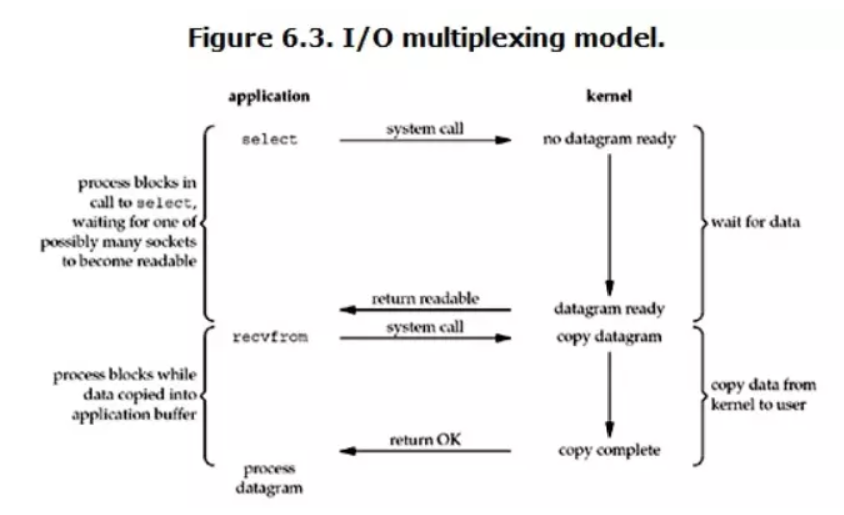 Figure 6.3. I/O multiplexing model.
application
kernel
select
system call
no datagram ready
process blocks in
call to select,
waiting for one of
possibly many sockets
to become readable
wait for data
return readable
datagram ready
recvfrom
system call
copy datagram
process blocks while
data copied into
application buffer
copy data from
kernel to user
return OK
copy complete
process
datagram